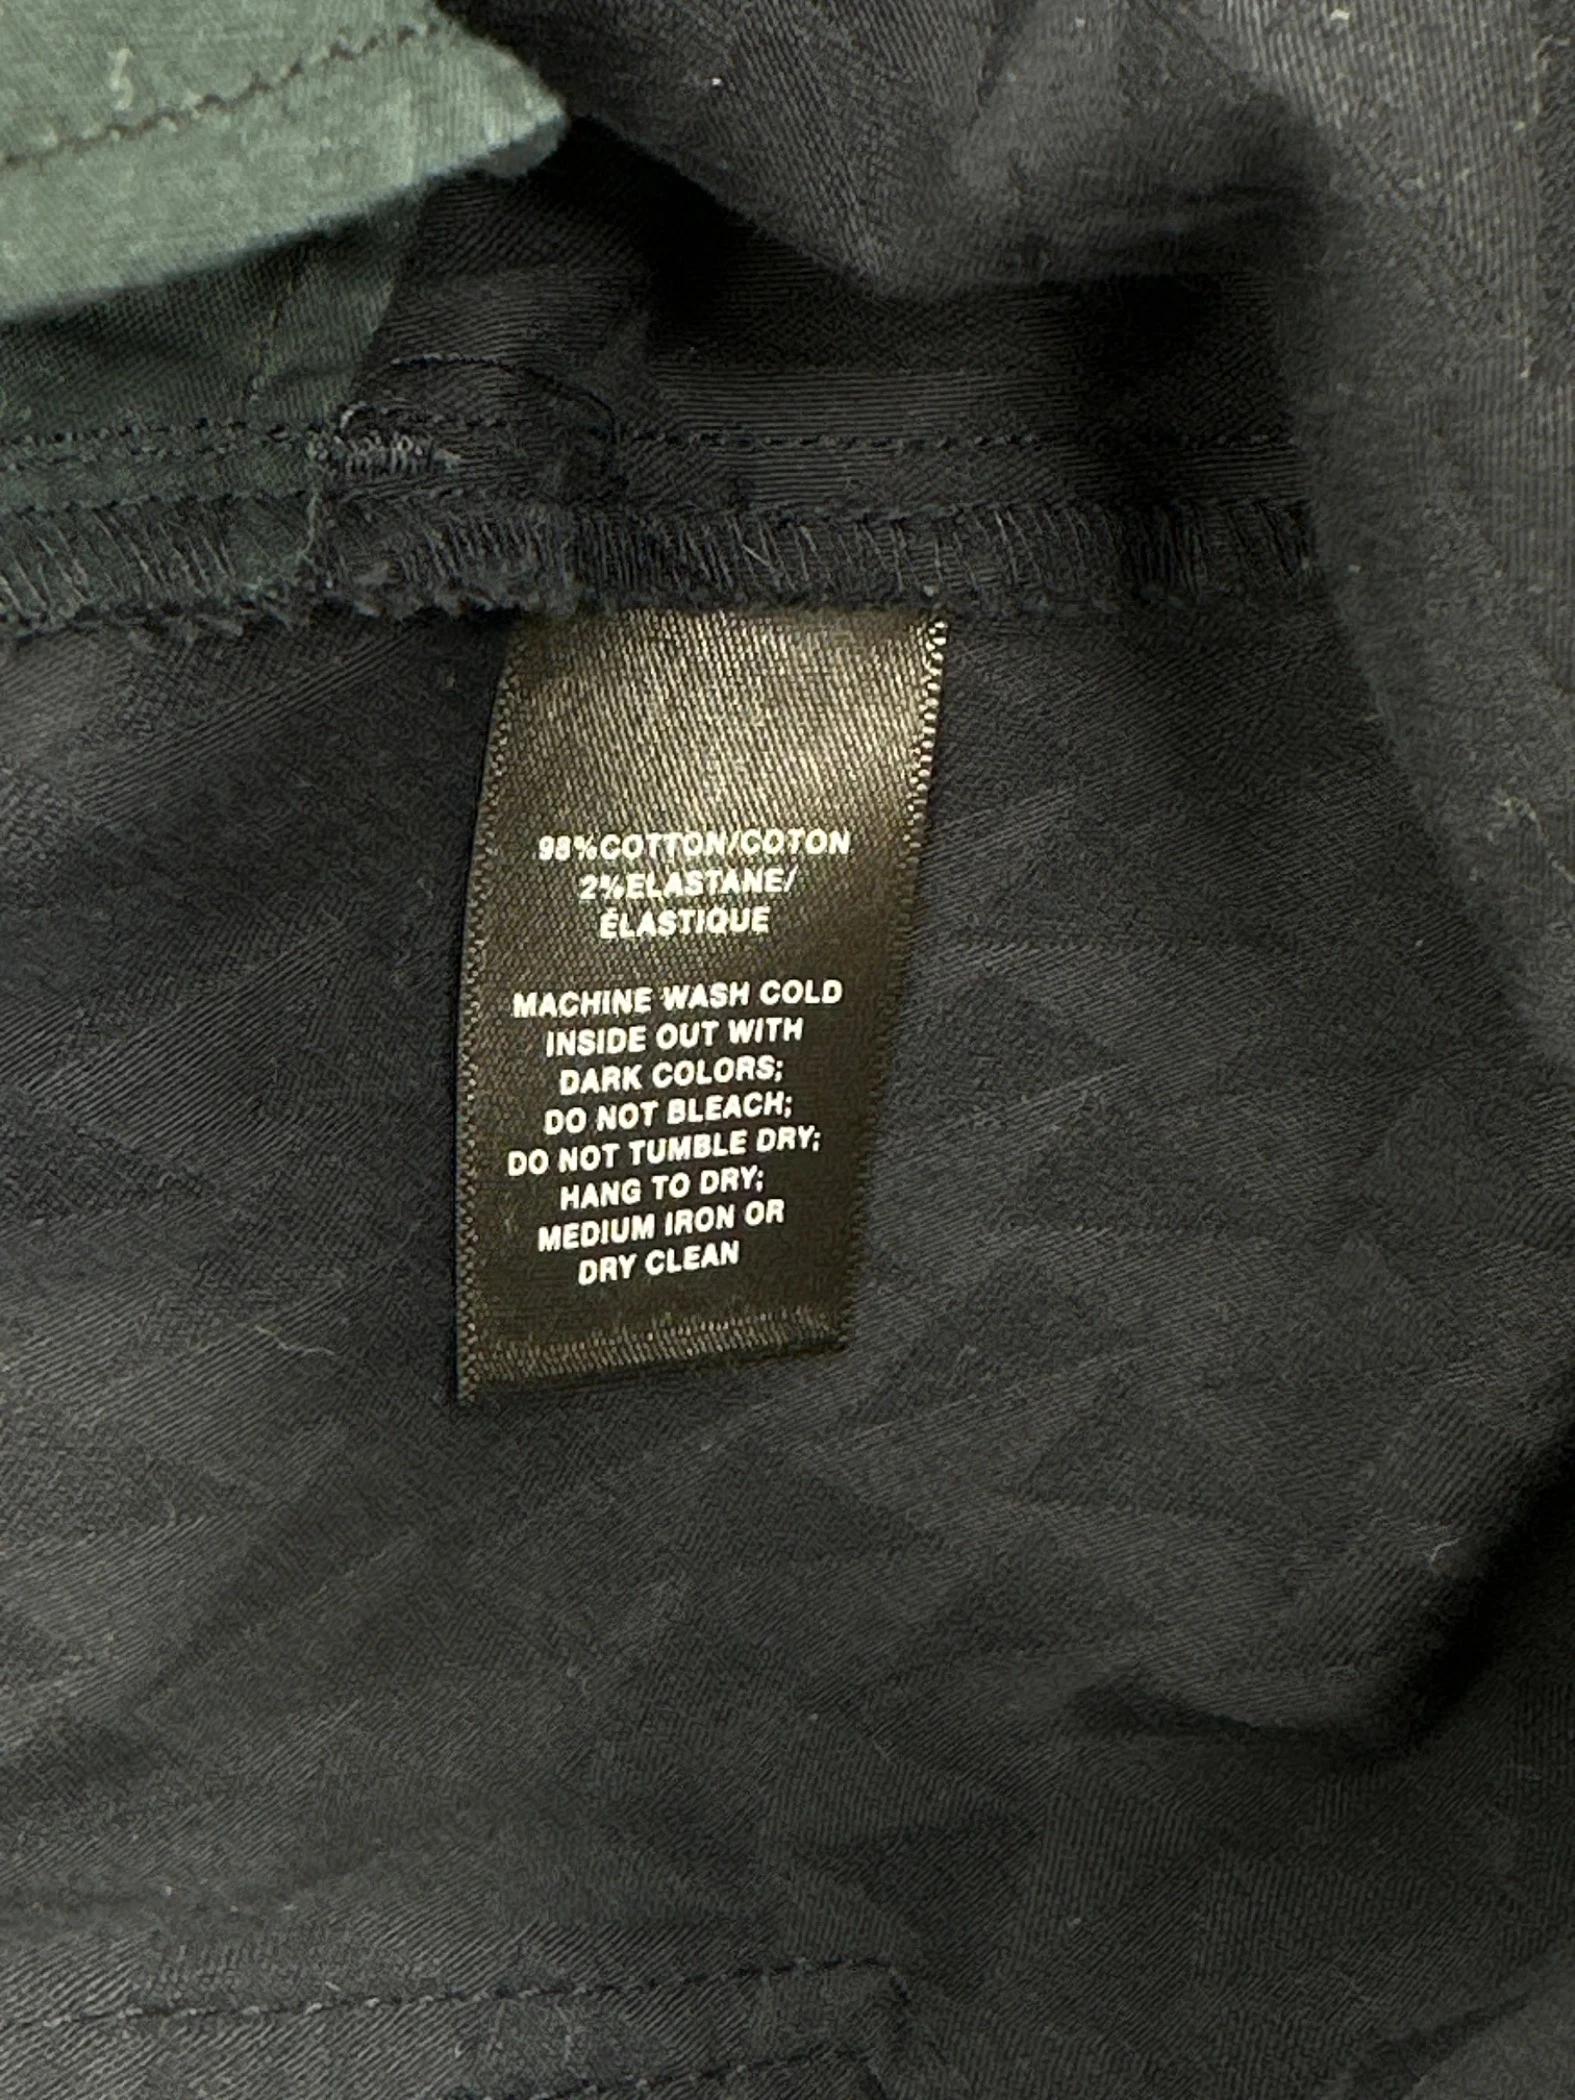 98%COTTON/COTON
2%ELASTANE/
ÉLASTIQUE
MACHINE WASH COLD
INSIDE OUT WITH
DARK COLORS;
DO NOT BLEACH;
DO NOT TUMBLE DRY;
HANG TO DRY;
MEDIUM IRON OR
DRY CLEAN